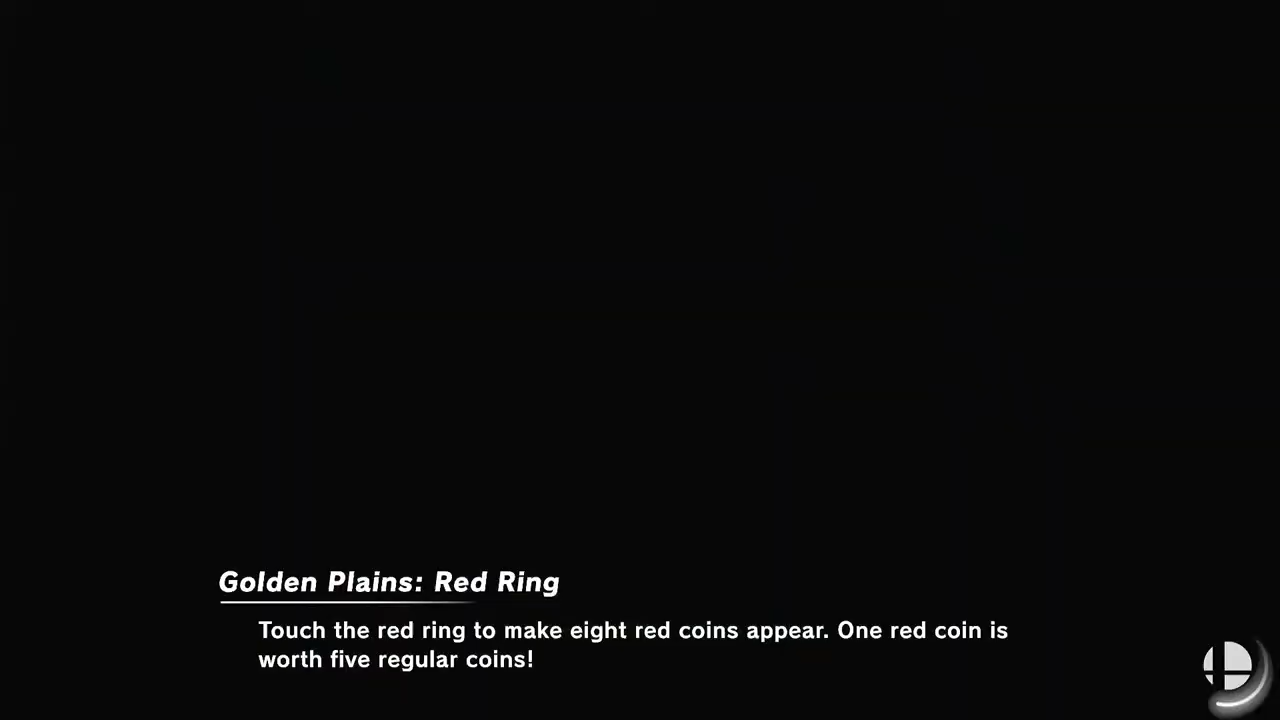 Golden Plains: Red Ring
Touch the red ring to make eight red coins appear. One red coin is
worth five regular coins!